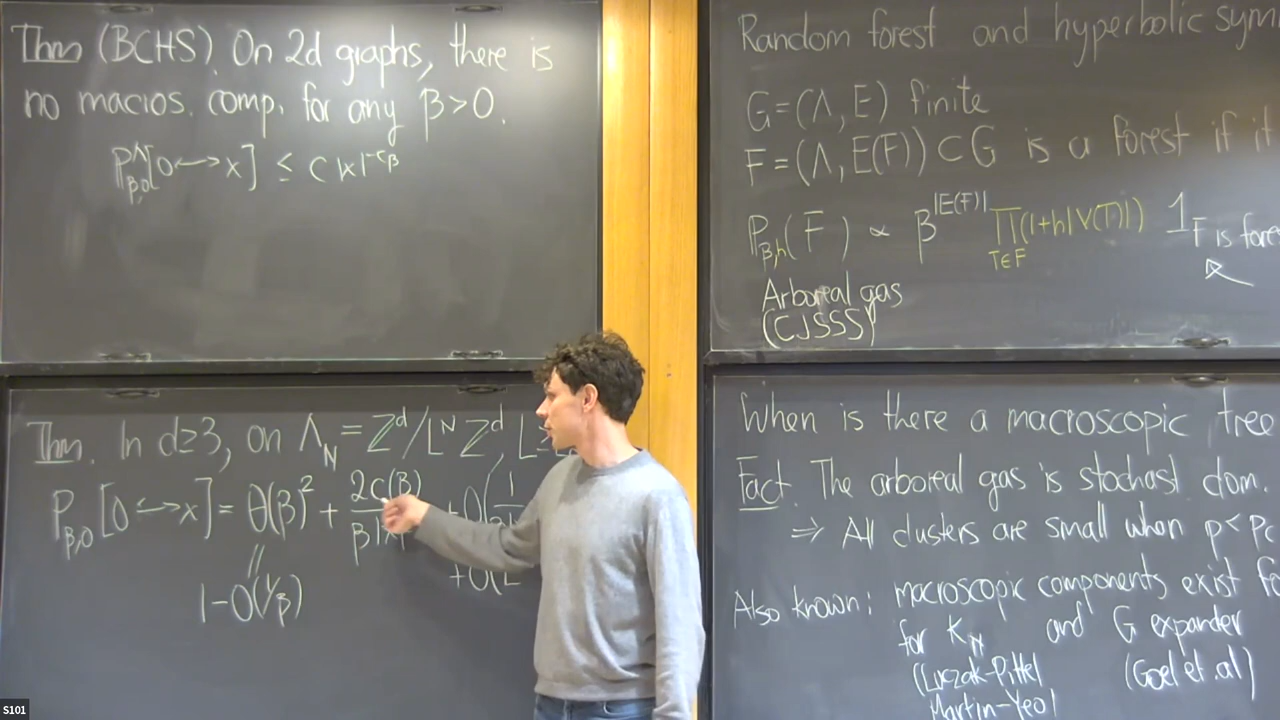 Thm (BCHS). On 2d graphs, there is
no macros. comp. for any β>0.
P^Λ_β,0[0↔x] ≤ C|x|^-c_β
Thm. In d≥3, on Λ_N = Z^d/L^N Z^d,
P_β,0[0↔x] = θ(β)² + 2c(β)
1-O(1/β)
Random forest and hyperbolic sym
G=(Λ,E) finite
F=(Λ,E(F))⊂G is a forest if it
P_β,h(F) ∝ β^|E(F)| ∏_T∈F (1+h|V(T)|) 1_F is fore
Arboreal gas
(CJSSS)
When is there a macroscopic tree
Fact. The arboreal gas is stochast. dom.
⇒ All clusters are small when p<Pc
Also known: macroscopic components exist
for K_N and G expander
(Luczak-Pittel (Goel et.al)
Martin-Yeo)
S101